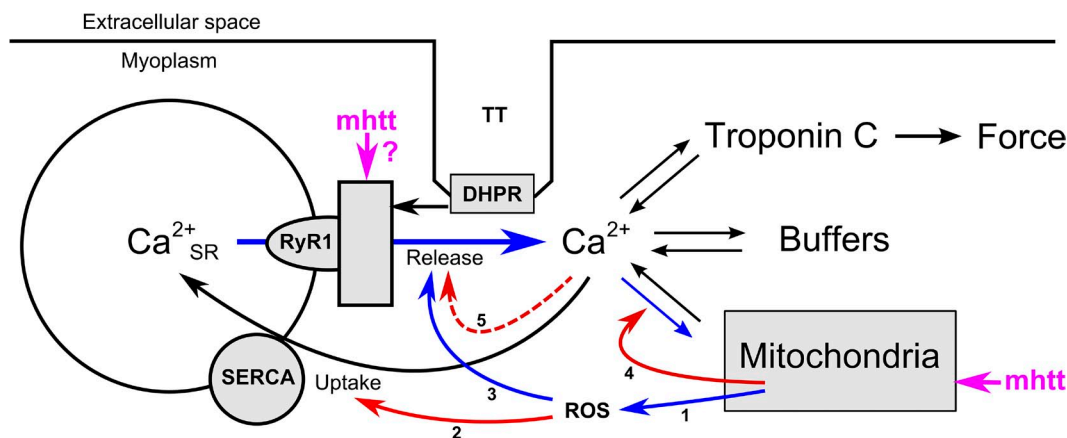 Extracellular space
Myoplasm
TT
mhtt
?
Troponin C
Force
DHPR
Ca²⁺SR
RyR1
Release
Ca²⁺
Buffers
5
SERCA
Uptake
3
2
ROS
1
4
Mitochondria
mhtt